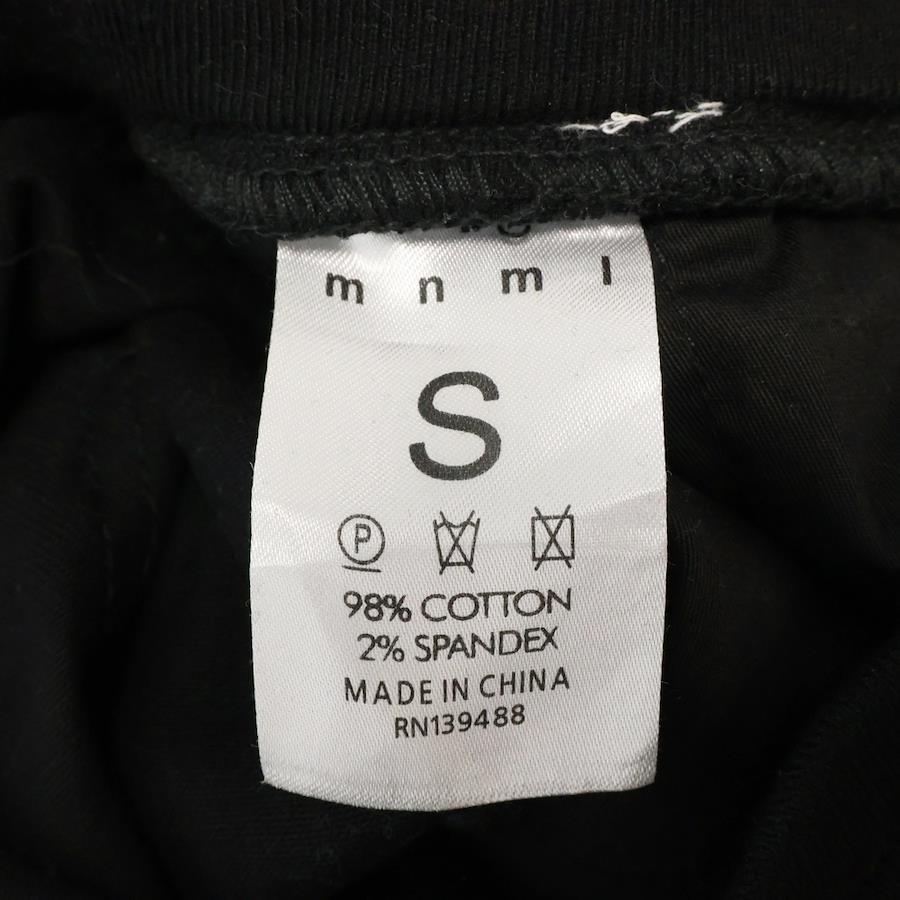 m n m l
S
P
98% COTTON
2% SPANDEX
MADE IN CHINA
RN139488